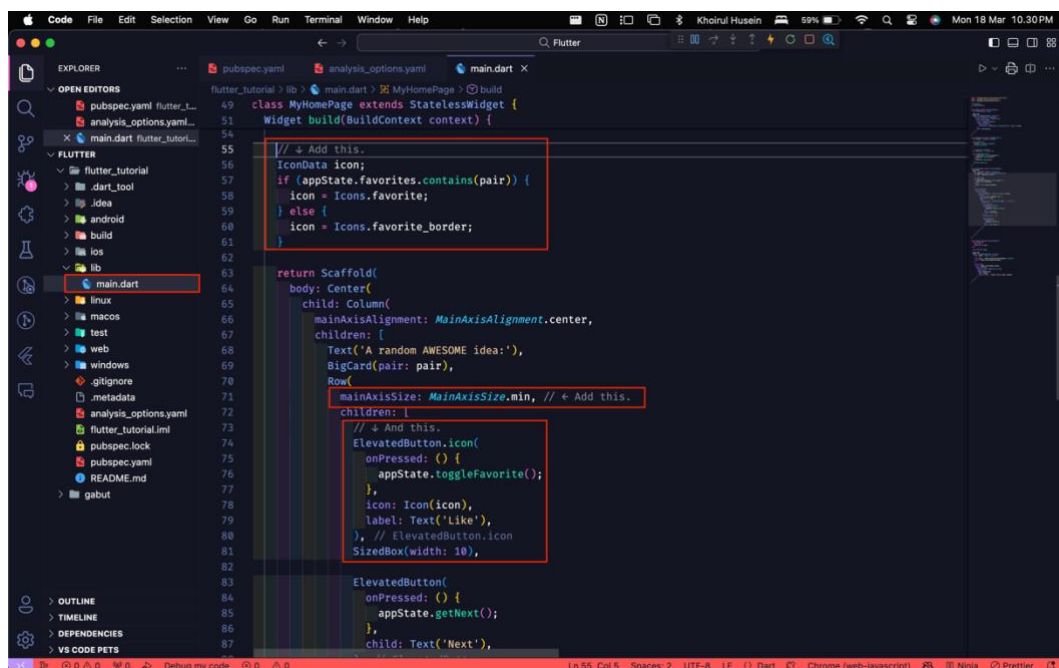 Code File Edit Selection View Go Run Terminal Window Help
Khoirul Husein 59% Mon 18 Mar 10.30 PM
Flutter
EXPLORER
pubspec.yaml analysis_options.yaml main.dart
flutter_tutorial > lib > main.dart > MyHomePage > build
OPEN EDITORS
pubspec.yaml flutter_t...
analysis_options.yaml...
main.dart flutter_tutori...
FLUTTER
flutter_tutorial
.dart_tool
.idea
android
build
ios
lib
main.dart
linux
macos
test
web
windows
.gitignore
.metadata
analysis_options.yaml
flutter_tutorial.iml
pubspec.lock
pubspec.yaml
README.md
gabut
OUTLINE
TIMELINE
DEPENDENCIES
VS CODE PETS
49 class MyHomePage extends StatelessWidget {
51 Widget build(BuildContext context) {
54
55 // ↓ Add this.
56 IconData icon;
57 if (appState.favorites.contains(pair)) {
58 icon = Icons.favorite;
59 } else {
60 icon = Icons.favorite_border;
61 }
62
63 return Scaffold(
64 body: Center(
65 child: Column(
66 mainAxisAlignment: MainAxisAlignment.center,
67 children: [
68 Text('A random AWESOME idea:'),
69 BigCard(pair: pair),
70 Row(
71 mainAxisSize: MainAxisSize.min, // ← Add this.
72 children: [
73 // ↓ And this.
74 ElevatedButton.icon(
75 onPressed: () {
76 appState.toggleFavorite();
77 },
78 icon: Icon(icon),
79 label: Text('Like'),
80 ), // ElevatedButton.icon
81 SizedBox(width: 10),
82
83 ElevatedButton(
84 onPressed: () {
85 appState.getNext();
86 },
87 child: Text('Next'),
Debug my code Ln 55, Col 5 Spaces: 2 UTF-8 LF {} Dart Chrome (web-javascript) Ninja Prettier